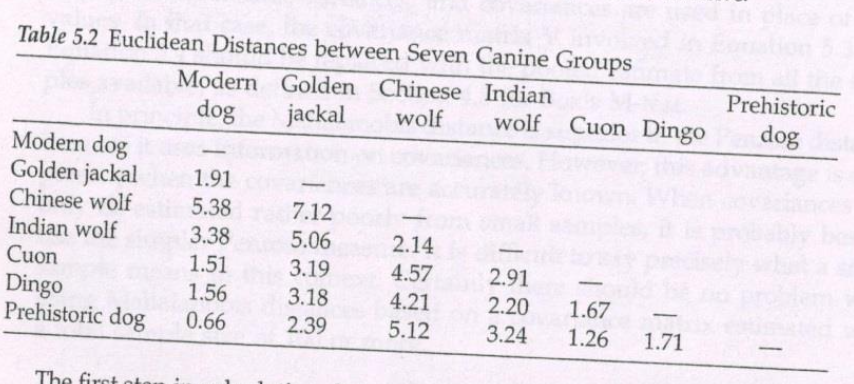 Table 5.2 Euclidean Distances between Seven Canine Groups
Modern Golden Chinese Indian Prehistoric
dog jackal wolf wolf Cuon Dingo dog
Modern dog —
Golden jackal 1.91 —
Chinese wolf 5.38 7.12 —
Indian wolf 3.38 5.06 2.14 —
Cuon 1.51 3.19 4.57 2.91 —
Dingo 1.56 3.18 4.21 2.20 1.67 —
Prehistoric dog 0.66 2.39 5.12 3.24 1.26 1.71 —
The first step in